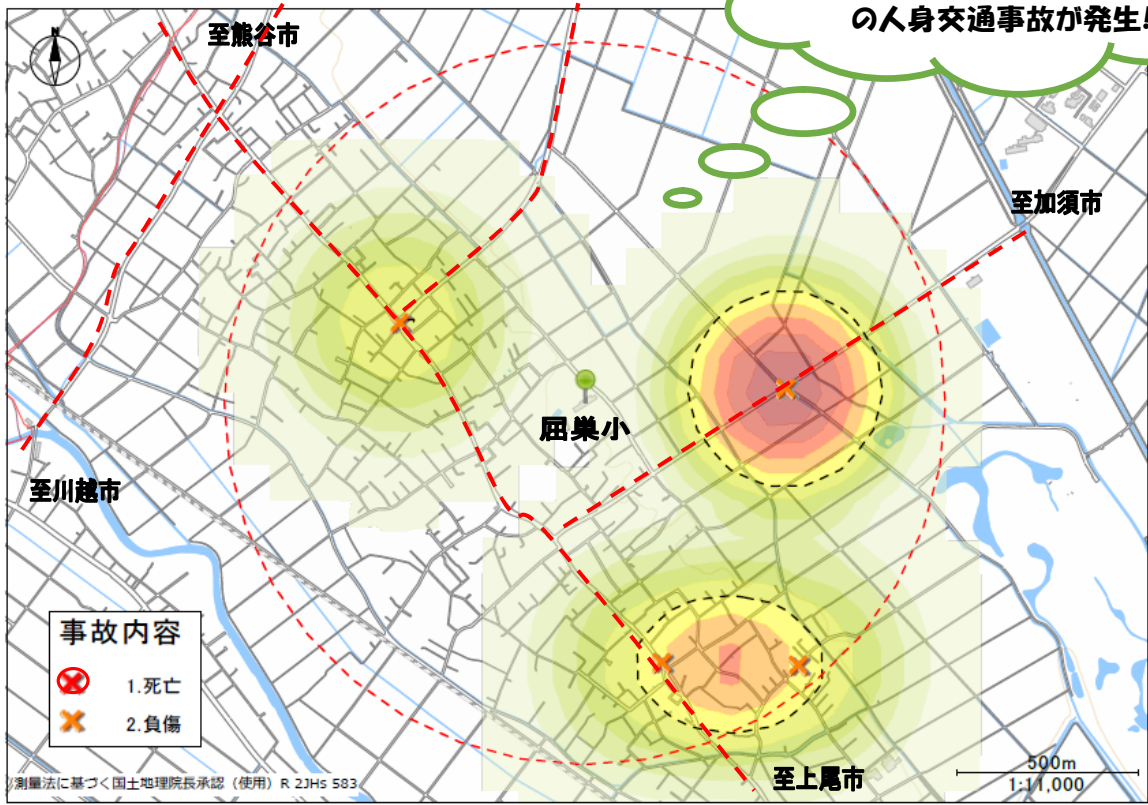 の人身交通事故が発生!
至熊谷市
N
至加須市
屈巣小
至川越市
事故内容
1.死亡
2.負傷
測量法に基づく国土地理院長承認（使用）R 2JHs 583
至上尾市
500m
1:11,000